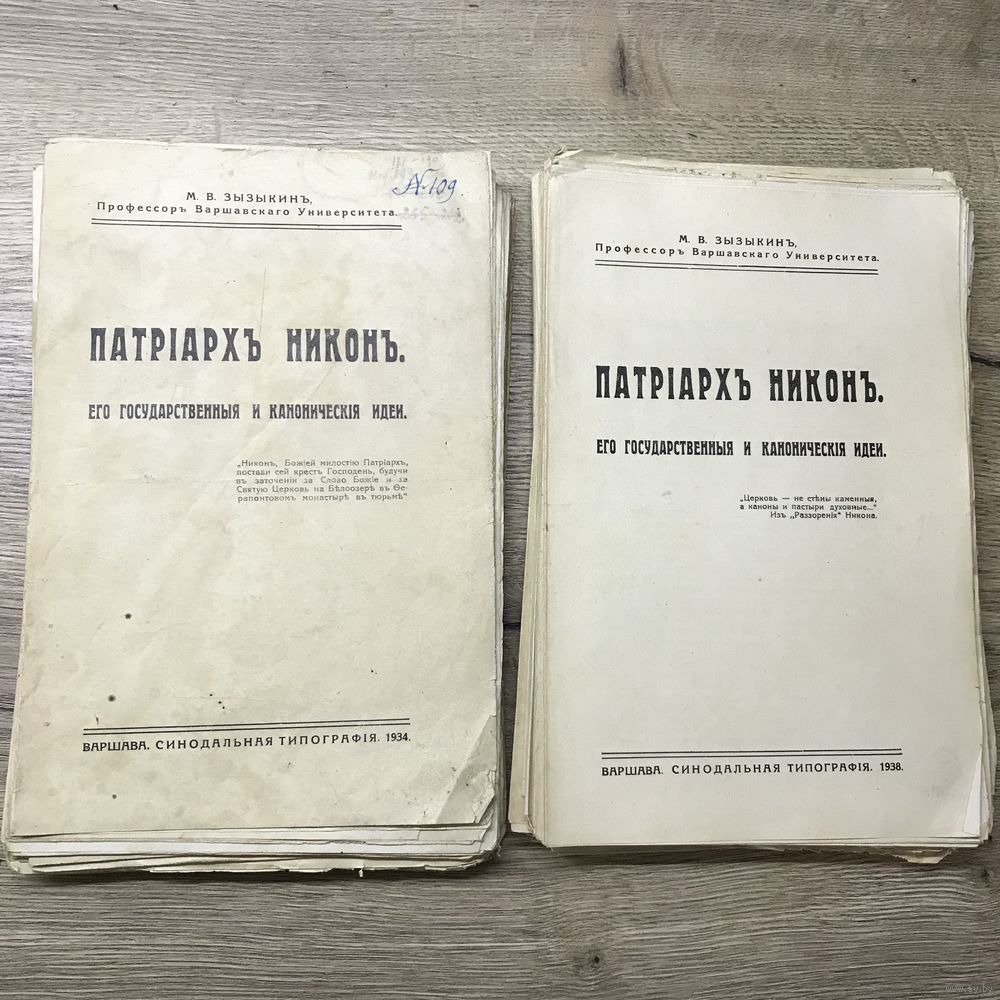 № 109.
М. В. ЗЫЗЫКИНЪ,
Профессоръ Варшавскаго Университета.
ПАТРІАРХЪ НИКОНЪ.
ЕГО ГОСУДАРСТВЕННЫЯ И КАНОНИЧЕСКІЯ ИДЕИ.
„Никонъ, Божіей милостію Патріархъ,
постави сей крестъ Господень, будучи
въ заточеніи за Слово Божіе и за
Святую Церковь на Бѣлоозерѣ въ Ѳе-
рапонтовомъ монастырѣ въ тюрьмѣ“
ВАРШАВА. СИНОДАЛЬНАЯ ТИПОГРАФІЯ. 1934.
М. В. ЗЫЗЫКИНЪ,
Профессоръ Варшавскаго Университета.
ПАТРІАРХЪ НИКОНЪ.
ЕГО ГОСУДАРСТВЕННЫЯ И КАНОНИЧЕСКІЯ ИДЕИ.
„Церковь — не стѣны каменныя,
а каноны и пастыри духовные...“
Изъ „Раззоренія“ Никона.
ВАРШАВА. СИНОДАЛЬНАЯ ТИПОГРАФІЯ. 1938.